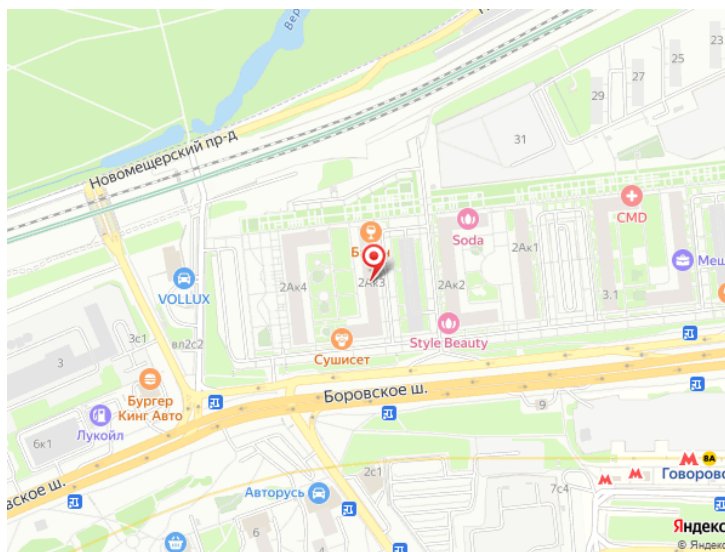 Новомещерский пр-д
23
25
27
29
31
Soda
CMD
2Ак4
2Ак3
2Ак2
2Ак1
3.1
VOLLUX
Сушисет
Style Beauty
вл2с2
3с1
3
Бургер
Кинг Авто
Лукойл
6к1
Боровское ш.
9
2с1
7с4
8А
Авторусь
6
© Яндекс